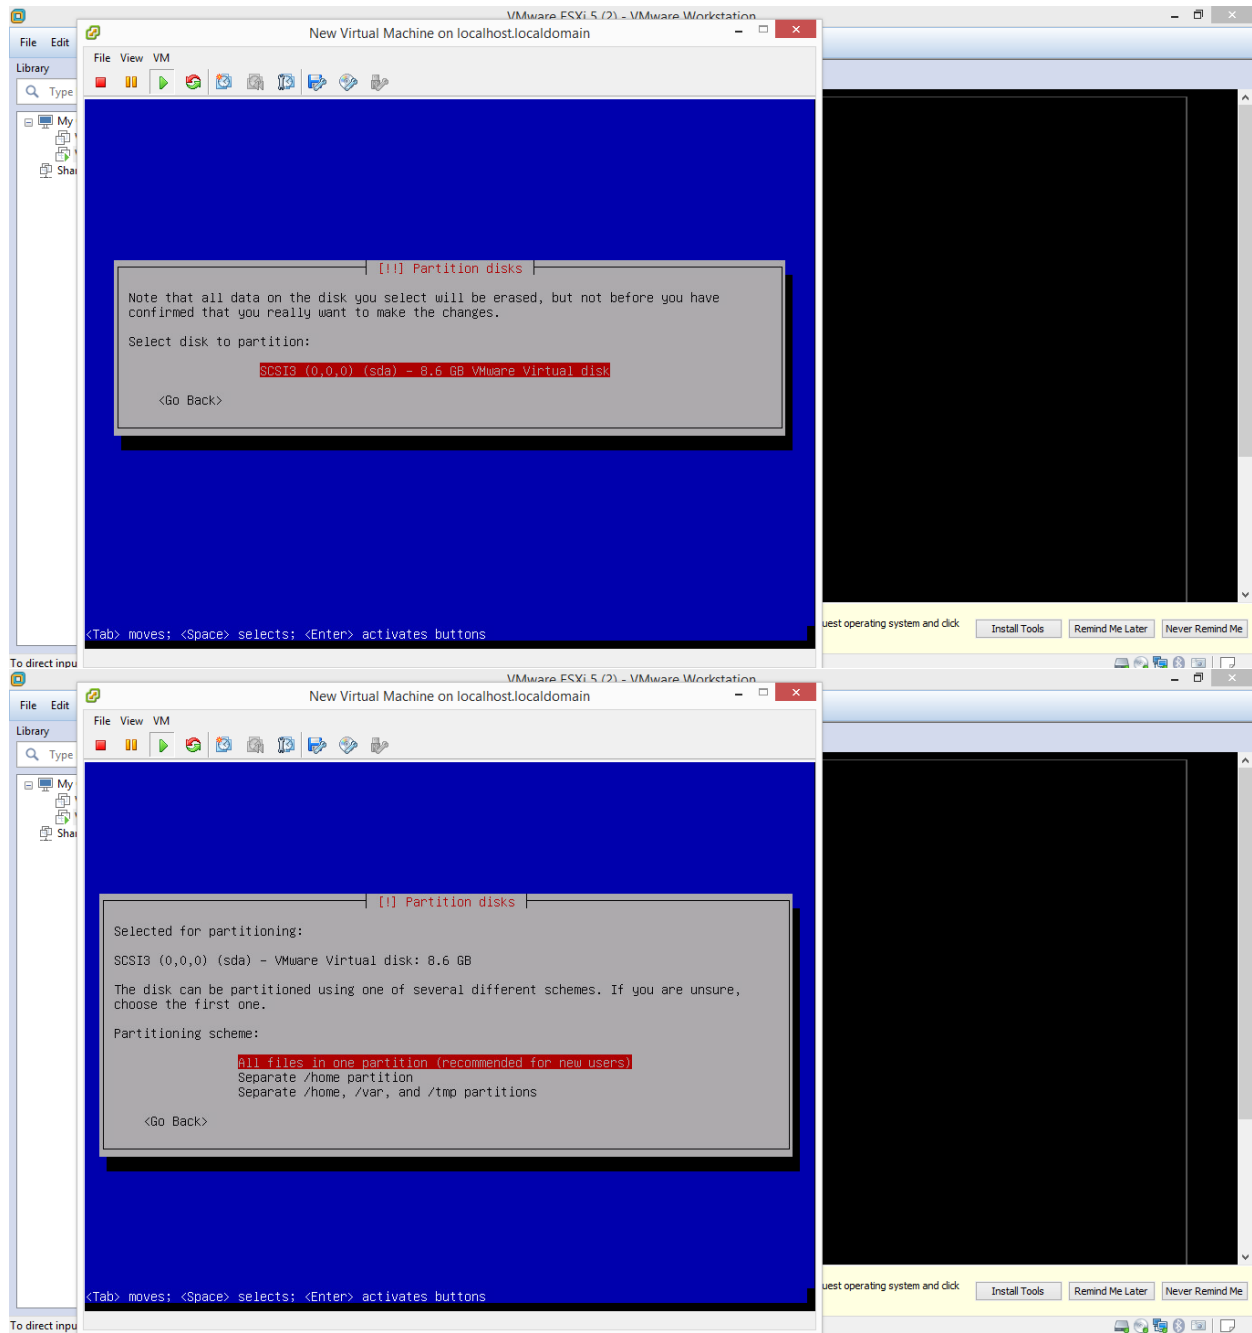 VMware ESXi 5 (2) - VMware Workstation
New Virtual Machine on localhost.localdomain
File Edit
File View VM
Library
Type
My
Shar
[!!] Partition disks
Note that all data on the disk you select will be erased, but not before you have
confirmed that you really want to make the changes.
Select disk to partition:
SCSI3 (0,0,0) (sda) - 8.6 GB VMware Virtual disk
<Go Back>
<Tab> moves; <Space> selects; <Enter> activates buttons
uest operating system and click
Install Tools
Remind Me Later
Never Remind Me
To direct inpu
VMware ESXi 5 (2) - VMware Workstation
New Virtual Machine on localhost.localdomain
File Edit
File View VM
Library
Type
My
Shar
[!] Partition disks
Selected for partitioning:
SCSI3 (0,0,0) (sda) - VMware Virtual disk: 8.6 GB
The disk can be partitioned using one of several different schemes. If you are unsure,
choose the first one.
Partitioning scheme:
All files in one partition (recommended for new users)
Separate /home partition
Separate /home, /var, and /tmp partitions
<Go Back>
<Tab> moves; <Space> selects; <Enter> activates buttons
uest operating system and click
Install Tools
Remind Me Later
Never Remind Me
To direct inpu